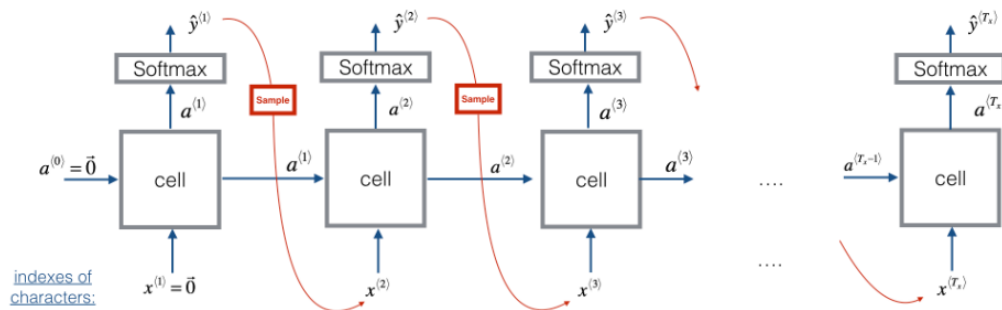 ŷ⟨1⟩ ŷ⟨2⟩ ŷ⟨3⟩ ŷ⟨Tₓ⟩
Softmax Softmax Softmax Softmax
Sample Sample
a⟨1⟩ a⟨2⟩ a⟨3⟩ a⟨Tₓ
a⟨0⟩ = 0⃗ cell a⟨1⟩ cell a⟨2⟩ cell a⟨3⟩ .... a⟨Tₓ−1⟩ cell
indexes of
characters:
x⟨1⟩ = 0⃗ x⟨2⟩ x⟨3⟩ .... x⟨Tₓ⟩